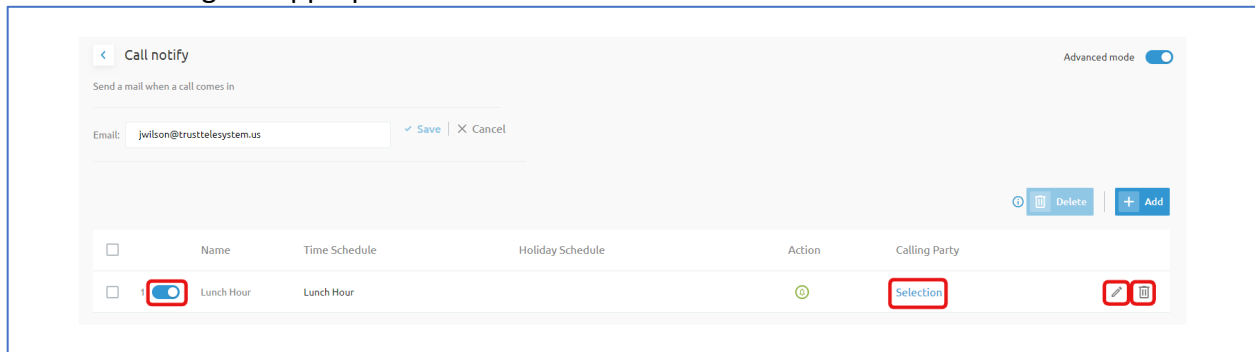 Call notify
Advanced mode
Send a mail when a call comes in
Email: jwilson@trusttelesystem.us Save Cancel
Delete Add
Name Time Schedule Holiday Schedule Action Calling Party
1 Lunch Hour Lunch Hour Selection